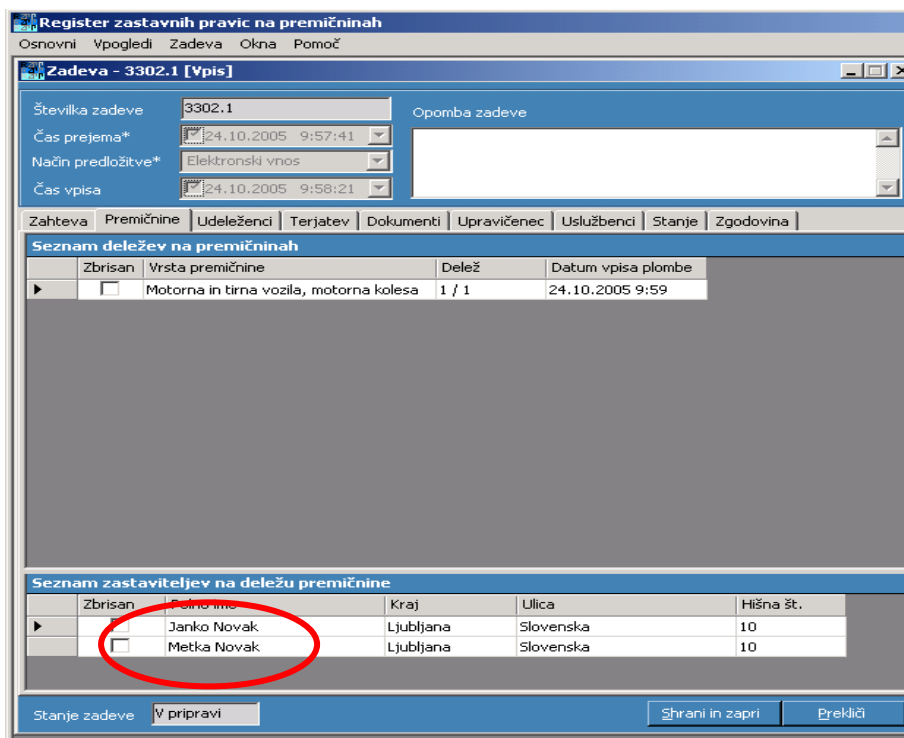 Register zastavnih pravic na premičninah
Osnovni Vpogledi Zadeva Okna Pomoč
Zadeva - 3302.1 [Vpis]
Številka zadeve 3302.1 Opomba zadeve
Čas prejema* 24.10.2005 9:57:41
Način predložitve* Elektronski vnos
Čas vpisa 24.10.2005 9:58:21
Zahteva Premičnine Udeleženci Terjatev Dokumenti Upravičenec Uslužbenci Stanje Zgodovina
Seznam deležev na premičninah
Zbrisan Vrsta premičnine Delež Datum vpisa plombe
Motorna in tirna vozila, motorna kolesa 1 / 1 24.10.2005 9:59
Seznam zastaviteljev na deležu premičnine
Zbrisan Polno ime Kraj Ulica Hišna št.
Janko Novak Ljubljana Slovenska 10
Metka Novak Ljubljana Slovenska 10
Stanje zadeve V pripravi Shrani in zapri Prekliči